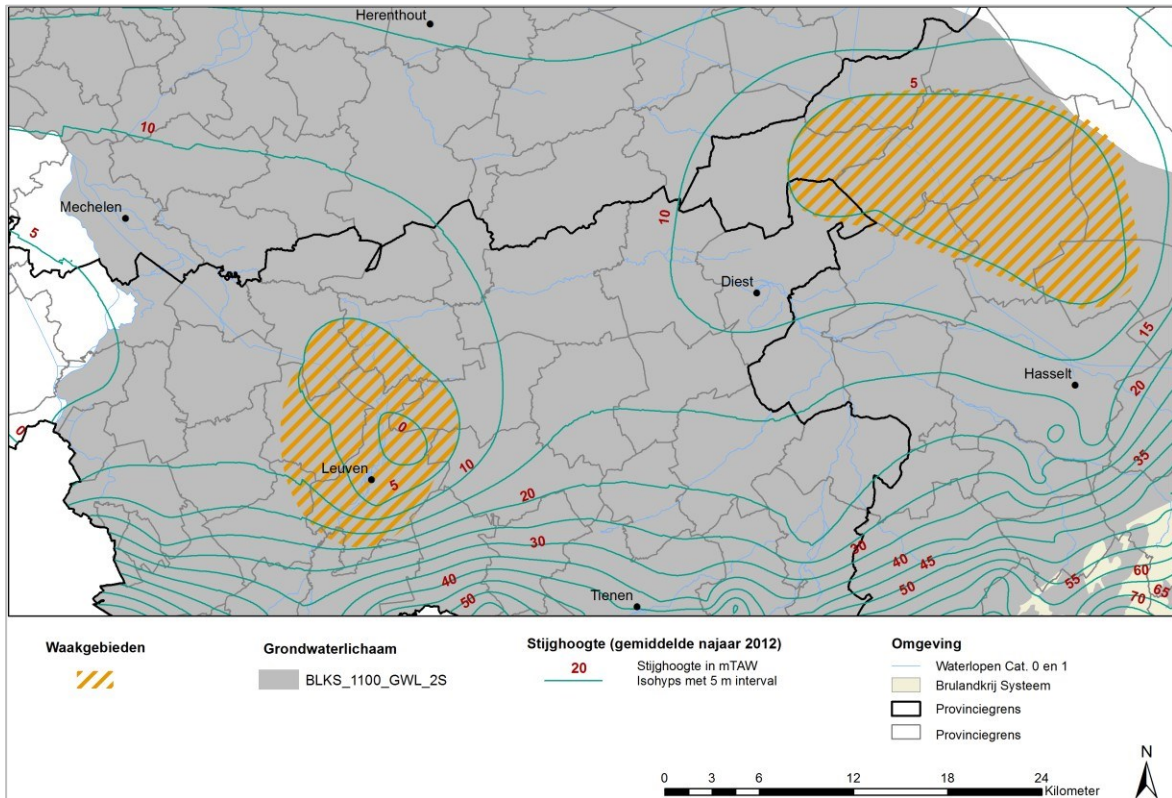 Herenthout
10
5
Mechelen
5
10
Diest
15
Hasselt
20
0
0
Leuven
5
10
35
20
30
30
40
45
50
40
50
55
60
65
70
Tienen
Waakgebieden
Grondwaterlichaam
BLKS_1100_GWL_2S
Stijghoogte (gemiddelde najaar 2012)
20
Stijghoogte in mTAW
Isohyps met 5 m interval
Omgeving
Waterlopen Cat. 0 en 1
Brulandkrij Systeem
Provinciegrens
Provinciegrens
N
0 3 6 12 18 24
Kilometer